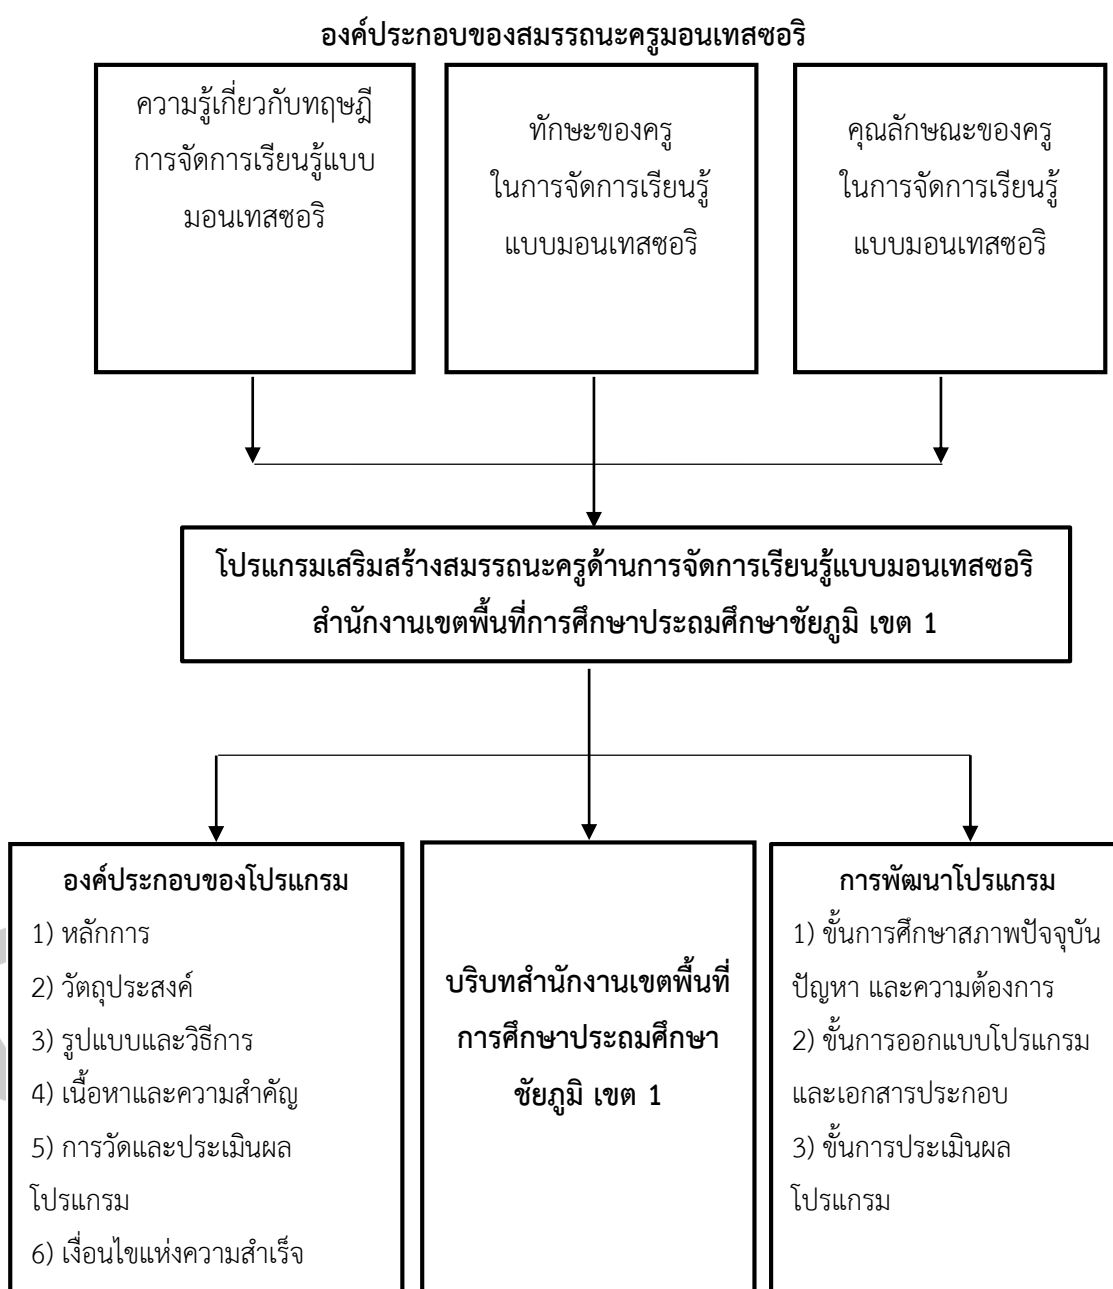 องค์ประกอบของสมรรถนะครูมอนเทสซอริ
ความรู้เกี่ยวกับทฤษฎี
การจัดการเรียนรู้แบบ
มอนเทสซอริ
ทักษะของครู
ในการจัดการเรียนรู้
แบบมอนเทสซอริ
คุณลักษณะของครู
ในการจัดการเรียนรู้
แบบมอนเทสซอริ
โปรแกรมเสริมสร้างสมรรถนะครูด้านการจัดการเรียนรู้แบบมอนเทสซอริ
สำนักงานเขตพื้นที่การศึกษาประถมศึกษาชัยภูมิ เขต 1
องค์ประกอบของโปรแกรม
1) หลักการ
2) วัตถุประสงค์
3) รูปแบบและวิธีการ
4) เนื้อหาและความสำคัญ
5) การวัดและประเมินผล
โปรแกรม
6) เงื่อนไขแห่งความสำเร็จ
บริบทสำนักงานเขตพื้นที่
การศึกษาประถมศึกษา
ชัยภูมิ เขต 1
การพัฒนาโปรแกรม
1) ขั้นการศึกษาสภาพปัจจุบัน
ปัญหา และความต้องการ
2) ขั้นการออกแบบโปรแกรม
และเอกสารประกอบ
3) ขั้นการประเมินผล
โปรแกรม